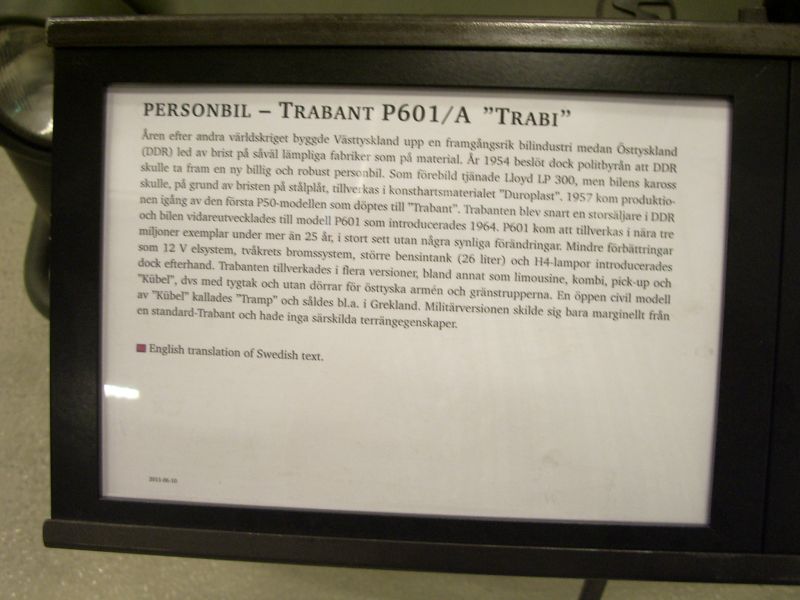 PERSONBIL – TRABANT P601/A ”TRABI”
Åren efter andra världskriget byggde Västtyskland upp en framgångsrik bilindustri medan Östtyskland
(DDR) led av brist på såväl lämpliga fabriker som på material. År 1954 beslöt dock politbyrån att DDR
skulle ta fram en ny billig och robust personbil. Som förebild tjänade Lloyd LP 300, men bilens kaross
skulle, på grund av bristen på stålplåt, tillverkas i konsthartsmaterialet ”Duroplast”. 1957 kom produktio-
nen igång av den första P50-modellen som döptes till ”Trabant”. Trabanten blev snart en storsäljare i DDR
och bilen vidareutvecklades till modell P601 som introducerades 1964. P601 kom att tillverkas i nära tre
miljoner exemplar under mer än 25 år, i stort sett utan några synliga förändringar. Mindre förbättringar
som 12 V elsystem, tvåkrets bromssystem, större bensintank (26 liter) och H4-lampor introducerades
dock efterhand. Trabanten tillverkades i flera versioner, bland annat som limousine, kombi, pick-up och
”Kübel”, dvs med tygtak och utan dörrar för östtyska armén och gränstrupperna. En öppen civil modell
av ”Kübel” kallades ”Tramp” och såldes bl.a. i Grekland. Militärversionen skilde sig bara marginellt från
en standard-Trabant och hade inga särskilda terrängegenskaper.
English translation of Swedish text.
2011-06-10